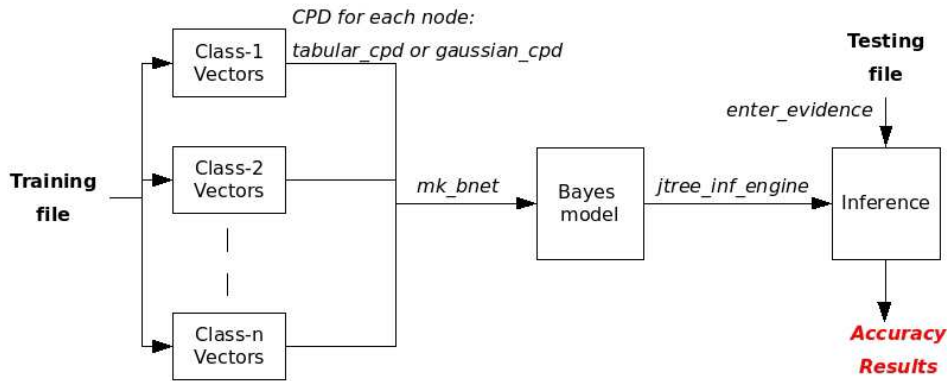 CPD for each node:
tabular_cpd or gaussian_cpd
Class-1
Vectors
Testing
file
enter_evidence
Training
file
Class-2
Vectors
mk_bnet
Bayes
model
jtree_inf_engine
Inference
Class-n
Vectors
Accuracy
Results